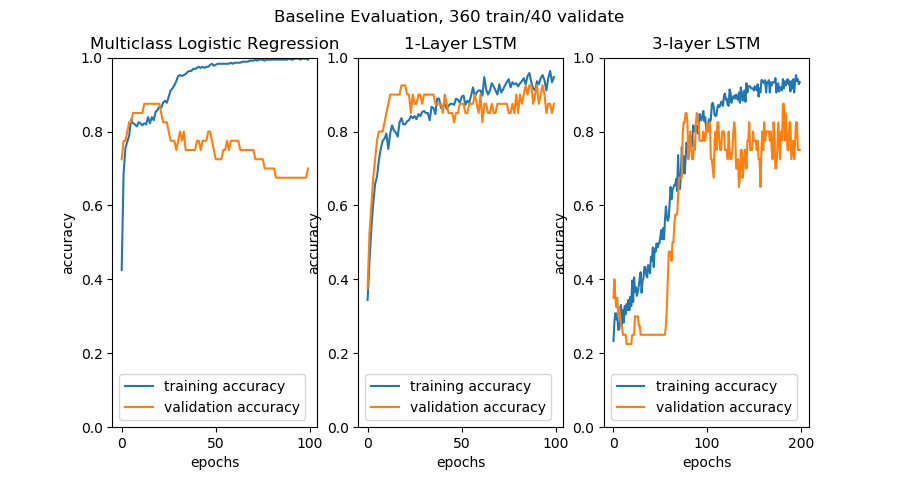 Baseline Evaluation, 360 train/40 validate
Multiclass Logistic Regression
1.0
0.8
0.6
0.4
0.2
0.0
accuracy
training accuracy
validation accuracy
0 50 100
epochs
1-Layer LSTM
1.0
0.8
0.6
0.4
0.2
0.0
accuracy
training accuracy
validation accuracy
0 50 100
epochs
3-layer LSTM
1.0
0.8
0.6
0.4
0.2
0.0
accuracy
training accuracy
validation accuracy
0 100 200
epochs